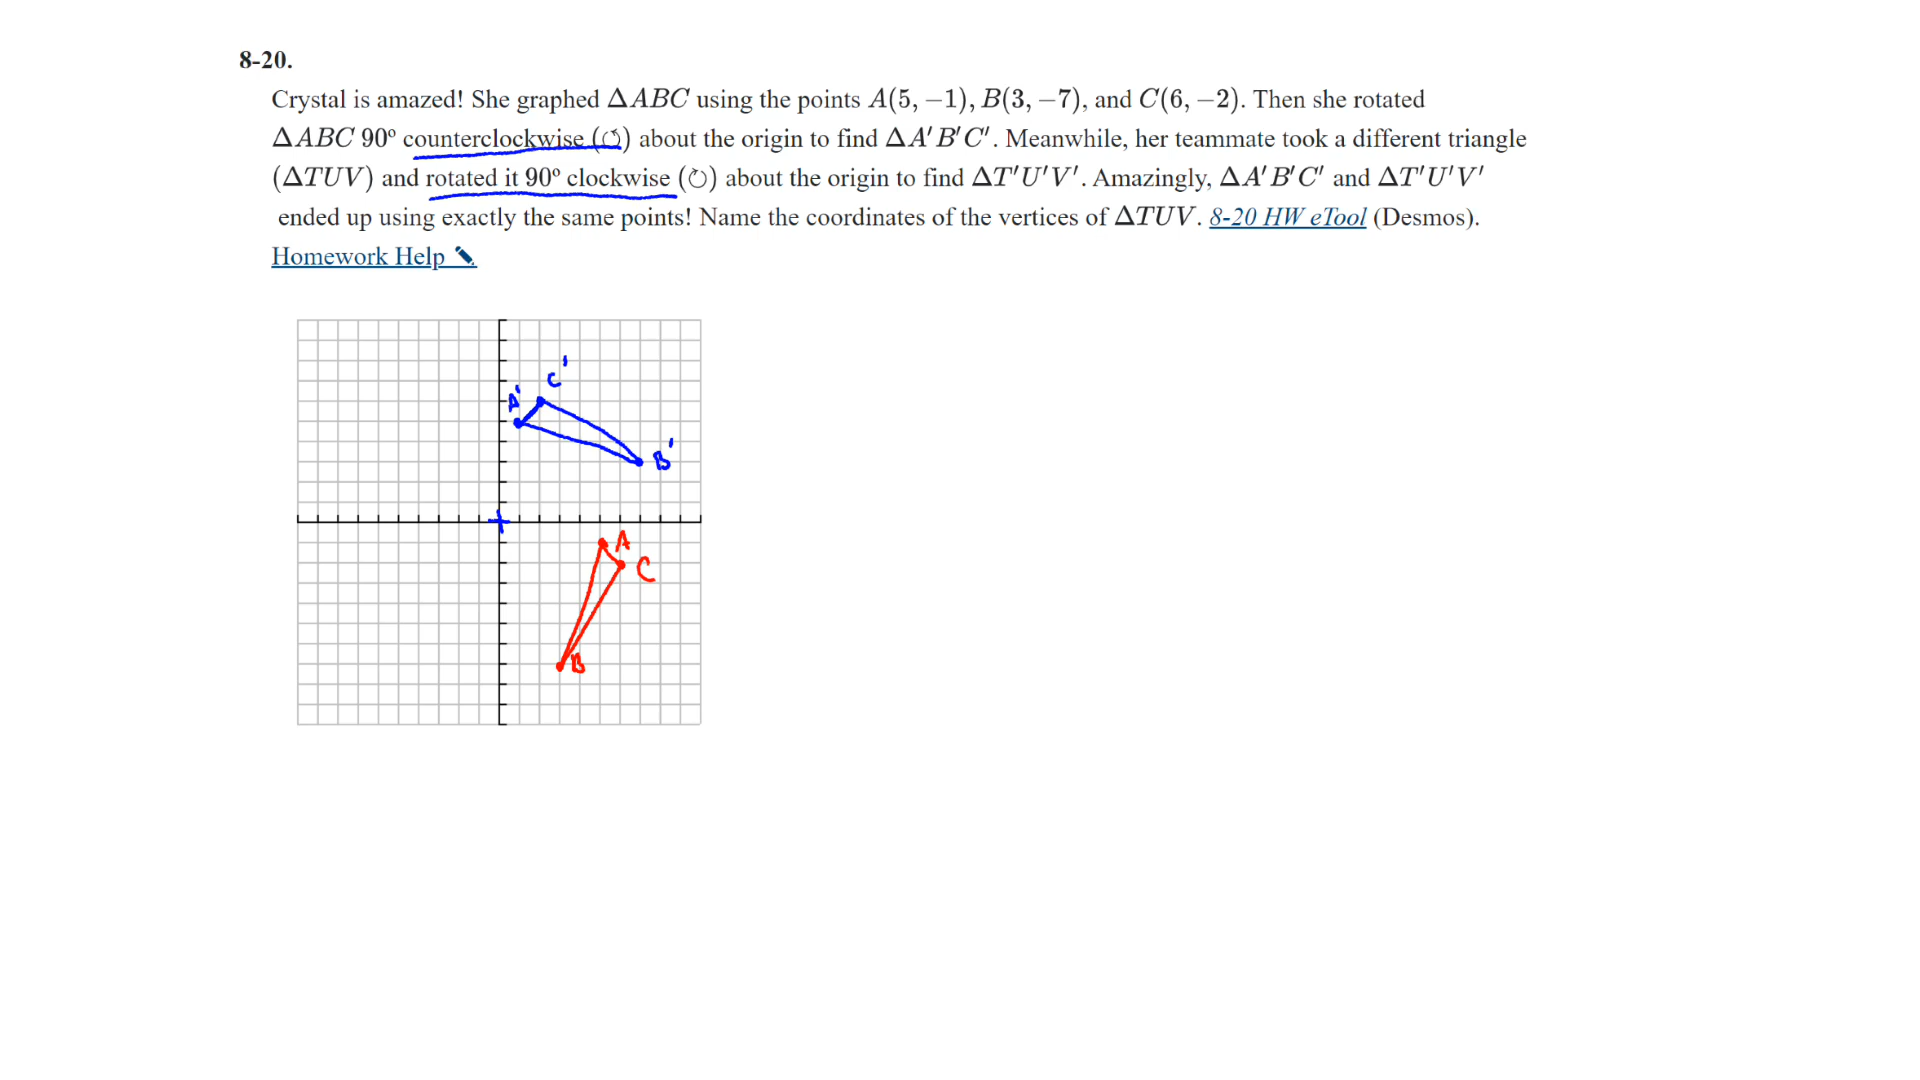 8-20.
Crystal is amazed! She graphed ΔABC using the points A(5, −1), B(3, −7), and C(6, −2). Then she rotated
ΔABC 90° counterclockwise (↺) about the origin to find ΔA′B′C′. Meanwhile, her teammate took a different triangle
(ΔTUV) and rotated it 90° clockwise (↻) about the origin to find ΔT′U′V′. Amazingly, ΔA′B′C′ and ΔT′U′V′
ended up using exactly the same points! Name the coordinates of the vertices of ΔTUV. 8-20 HW eTool (Desmos).
Homework Help ✎
C'
A'
B'
A
C
B